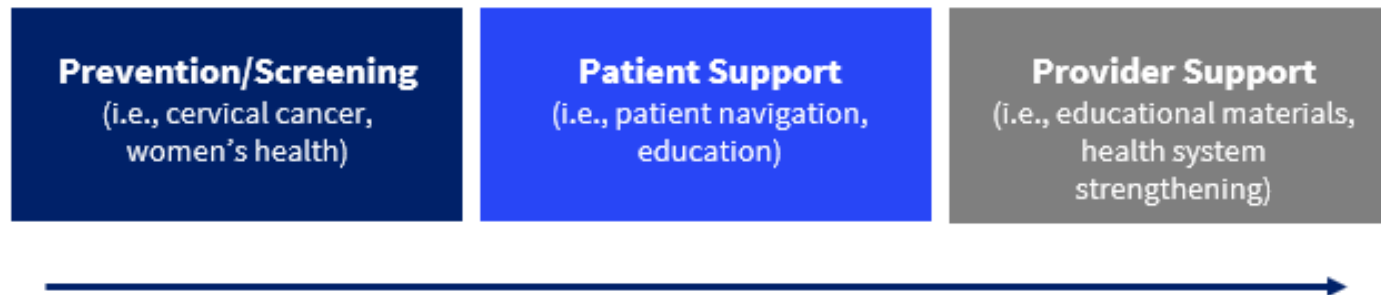 Prevention/Screening
(i.e., cervical cancer,
women’s health)
Patient Support
(i.e., patient navigation,
education)
Provider Support
(i.e., educational materials,
health system
strengthening)